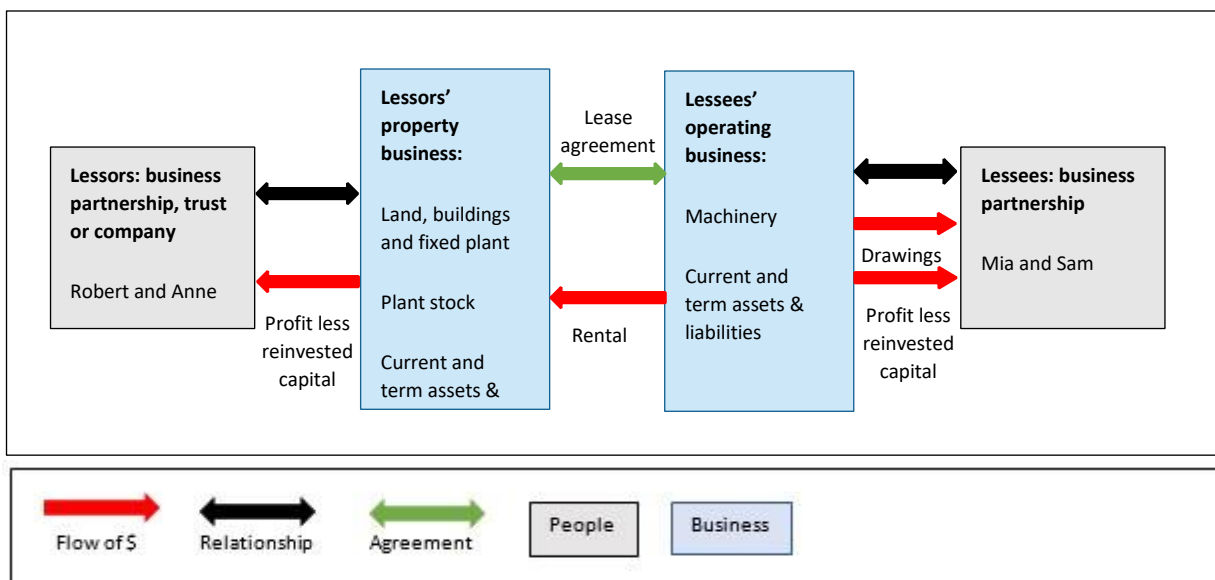 Lessors: business
partnership, trust
or company
Robert and Anne
Profit less
reinvested
capital
Lessors’
property
business:
Land, buildings
and fixed plant
Plant stock
Current and
term assets &
Lease
agreement
Rental
Lessees’
operating
business:
Machinery
Current and
term assets &
liabilities
Drawings
Profit less
reinvested
capital
Lessees: business
partnership
Mia and Sam
Flow of $
Relationship
Agreement
People
Business